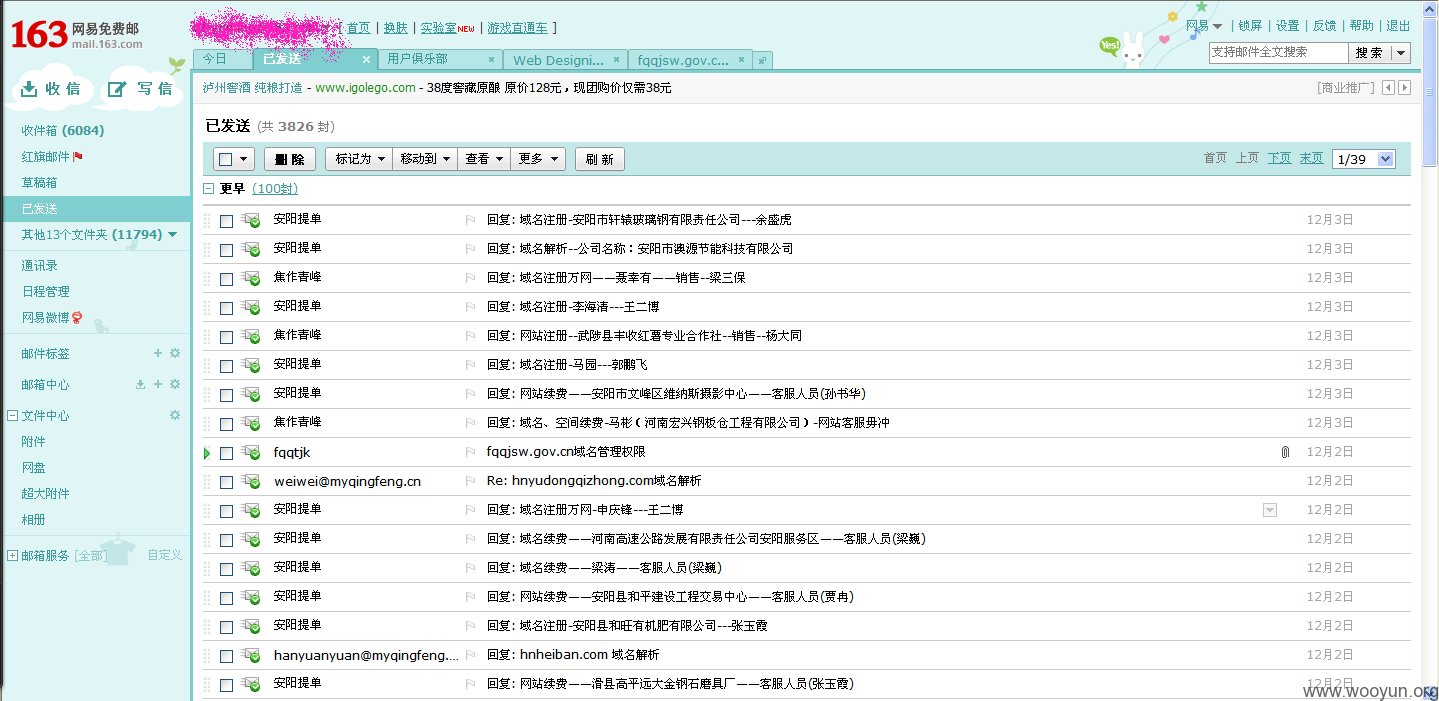 163 网易免费邮
mail.163.com
[ 首页 | 换肤 | 实验室NEW | 游戏直通车 ]
网易 | 锁屏 | 设置 | 反馈 | 帮助 | 退出
Yes!
支持邮件全文搜索 搜 索
今日 已发送 × 用户俱乐部 × Web Designi... × fqqjsw.gov.c... ×
收 信 写 信
泸州窖酒 纯粮打造 - www.igolego.com - 38度窖藏原酿 原价128元，现团购价仅需38元 [商业推广]
收件箱 (6084)
红旗邮件
草稿箱
已发送
其他13个文件夹 (11794)
通讯录
日程管理
网易微博
邮件标签
邮箱中心
文件中心
附件
网盘
超大附件
相册
邮箱服务 [全部] 自定义
已发送 (共 3826 封)
删 除 标记为 移动到 查看 更多 刷 新 首页 上页 下页 末页 1/39
更早 (100封)
安阳提单 回复: 域名注册-安阳市轩辕玻璃钢有限责任公司---余盛虎 12月3日
安阳提单 回复: 域名解析--公司名称：安阳市澳源节能科技有限公司 12月3日
焦作青峰 回复: 域名注册万网——聂幸有——销售--梁三保 12月3日
安阳提单 回复: 域名注册-李海清---王二博 12月3日
焦作青峰 回复: 网站注册--武陟县丰收红薯专业合作社--销售--杨大同 12月3日
安阳提单 回复: 域名注册-马园---郭鹏飞 12月3日
安阳提单 回复: 网站续费——安阳市文峰区维纳斯摄影中心——客服人员(孙书华) 12月3日
焦作青峰 回复: 域名、空间续费-马彬（河南宏兴钢板仓工程有限公司）-网站客服毋冲 12月3日
fqqtjk fqqjsw.gov.cn域名管理权限 12月2日
weiwei@myqingfeng.cn Re: hnyudongqizhong.com域名解析 12月2日
安阳提单 回复: 域名注册万网-申庆锋---王二博 12月2日
安阳提单 回复: 域名续费——河南高速公路发展有限责任公司安阳服务区——客服人员(梁巍) 12月2日
安阳提单 回复: 域名续费——梁涛——客服人员(梁巍) 12月2日
安阳提单 回复: 网站续费——安阳县和平建设工程交易中心——客服人员(贾冉) 12月2日
安阳提单 回复: 域名注册-安阳县和旺有机肥有限公司---张玉霞 12月2日
hanyuanyuan@myqingfeng.... 回复: hnheiban.com 域名解析 12月2日
安阳提单 回复: 网站续费——滑县高平远大金钢石磨具厂——客服人员(张玉霞) 12月2日
www.wooyun.org